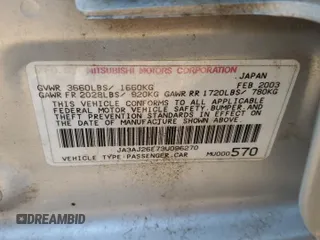 MITSUBISHI MOTORS CORPORATION
JAPAN
GVWR 3660LBS/ 1660KG FEB 2003
GAWR FR 2028LBS/ 920KG GAWR RR 1720LBS/ 780KG
THIS VEHICLE CONFORMS TO ALL APPLICABLE
FEDERAL MOTOR VEHICLE SAFETY, BUMPER, AND
THEFT PREVENTION STANDARDS IN EFFECT ON
THE DATE OF MANUFACTURE SHOWN ABOVE.
JA3AJ26E73U096270
VEHICLE TYPE:PASSENGER CAR MU000570
DREAMBID